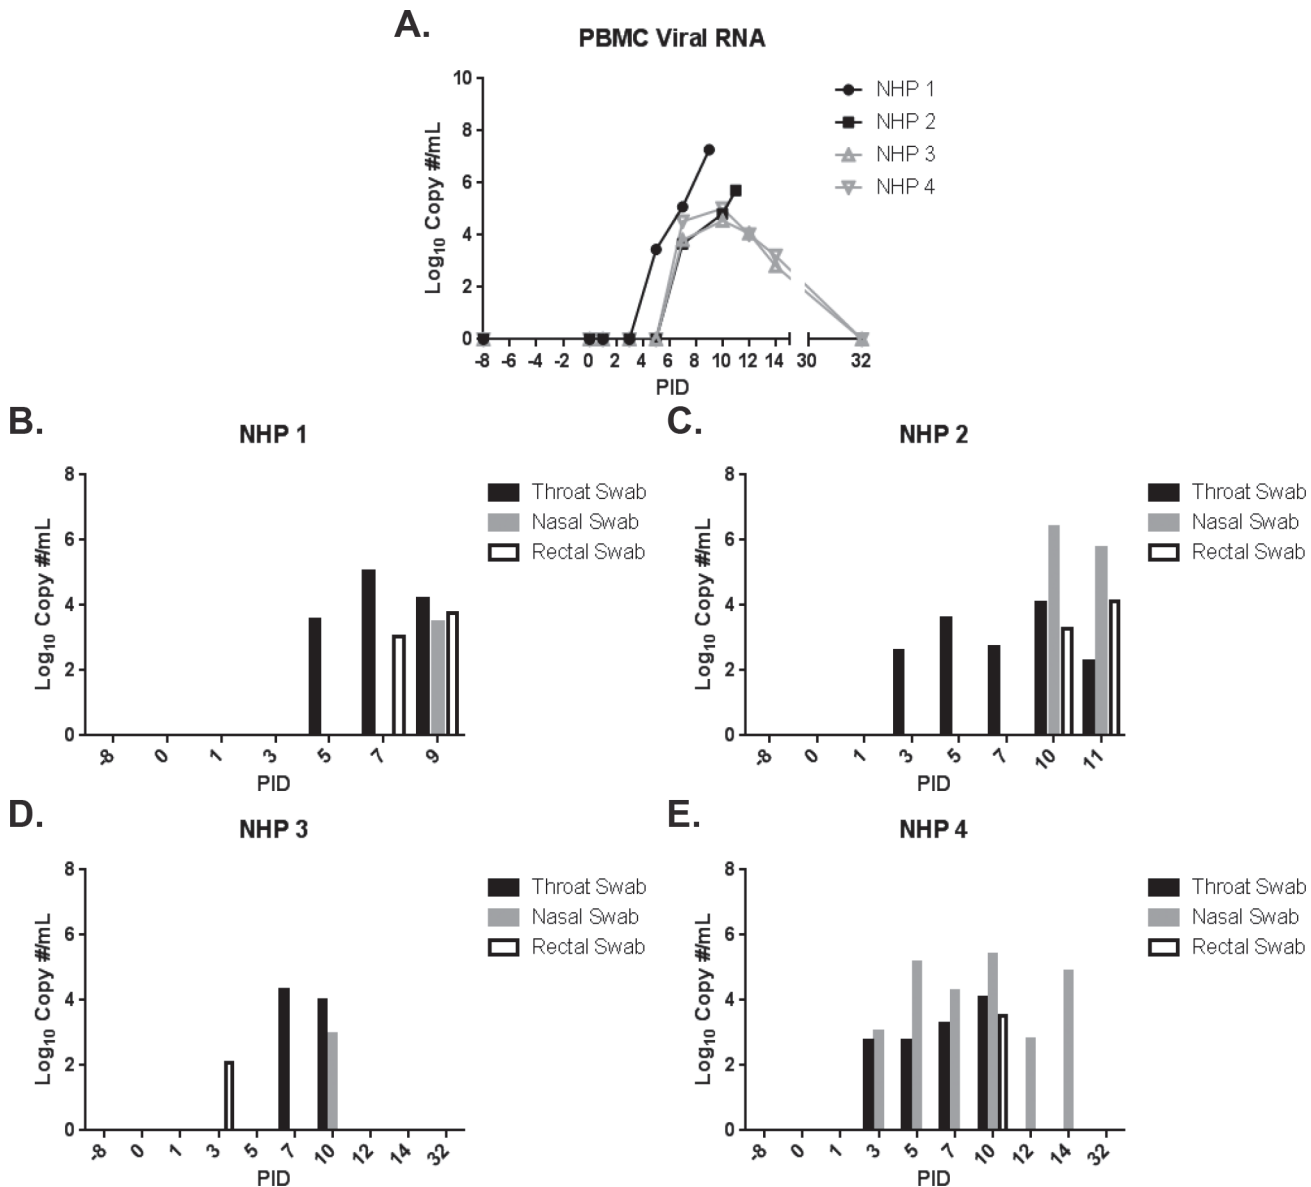 A.
PBMC Viral RNA
Log10 Copy #/mL
10
8
6
4
2
0
-8 -6 -4 -2 0 2 4 6 8 10 12 14 30 32
PID
NHP 1
NHP 2
NHP 3
NHP 4
B.
NHP 1
Log10 Copy #/mL
8
6
4
2
0
-8 0 1 3 5 7 9
PID
Throat Swab
Nasal Swab
Rectal Swab
C.
NHP 2
Log10 Copy #/mL
8
6
4
2
0
-8 0 1 3 5 7 10 11
PID
Throat Swab
Nasal Swab
Rectal Swab
D.
NHP 3
Log10 Copy #/mL
8
6
4
2
0
-8 0 1 3 5 7 10 12 14 32
PID
Throat Swab
Nasal Swab
Rectal Swab
E.
NHP 4
Log10 Copy #/mL
8
6
4
2
0
-8 0 1 3 5 7 10 12 14 32
PID
Throat Swab
Nasal Swab
Rectal Swab